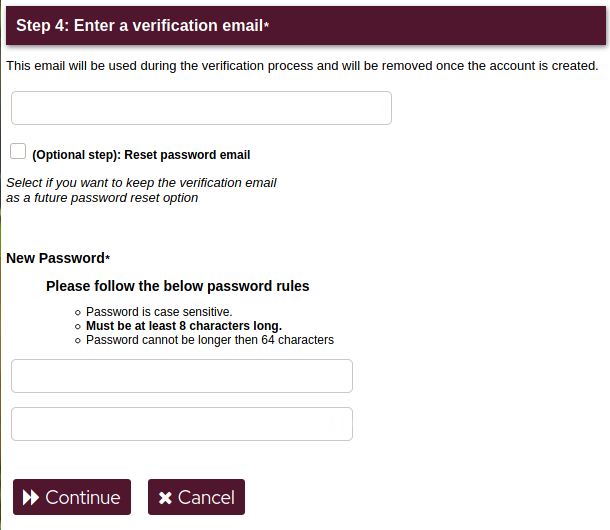 Step 4: Enter a verification email*
This email will be used during the verification process and will be removed once the account is created.
(Optional step): Reset password email
Select if you want to keep the verification email
as a future password reset option
New Password*
Please follow the below password rules
Password is case sensitive.
Must be at least 8 characters long.
Password cannot be longer then 64 characters
Continue
Cancel